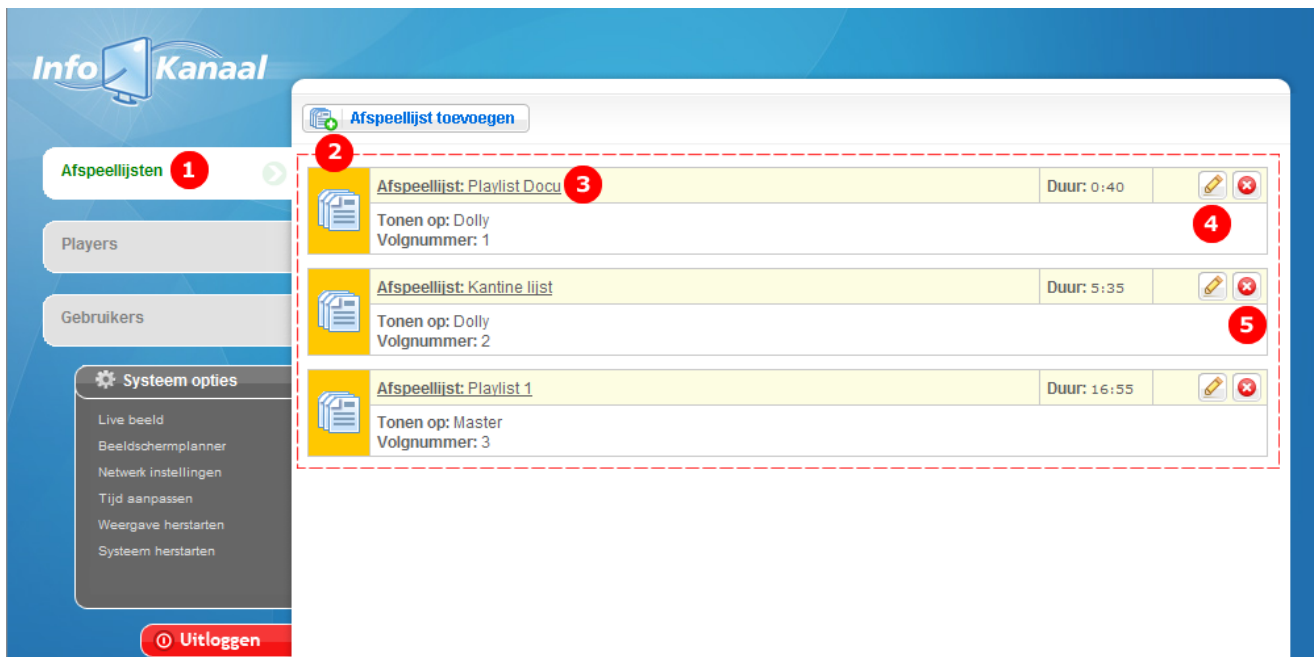 Info Kanaal
Afspeellijst toevoegen
Afspeellijsten 1
2
Afspeellijst: Playlist Docu 3
Duur: 0:40
Tonen op: Dolly
Volgnummer: 1
4
Players
Afspeellijst: Kantine lijst
Duur: 5:35
Tonen op: Dolly
Volgnummer: 2
5
Gebruikers
Afspeellijst: Playlist 1
Duur: 16:55
Tonen op: Master
Volgnummer: 3
Systeem opties
Live beeld
Beeldschermplanner
Netwerk instellingen
Tijd aanpassen
Weergave herstarten
Systeem herstarten
Uitloggen